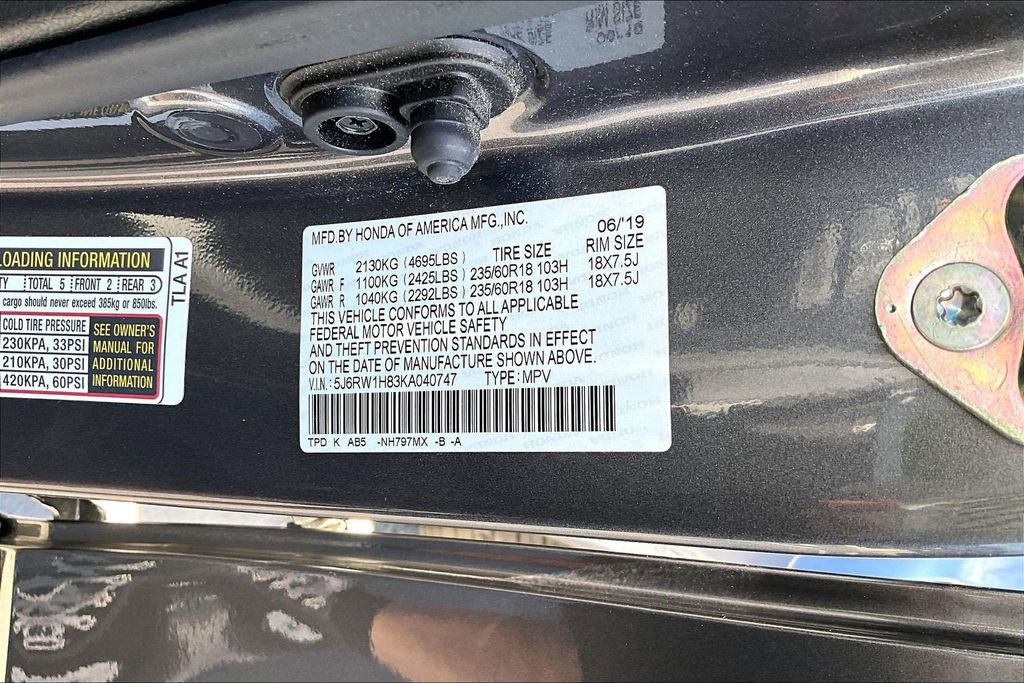 RIM SIZE
06/'19
MFD.BY HONDA OF AMERICA MFG.,INC. 06/'19
GVWR 2130KG (4695LBS) TIRE SIZE RIM SIZE
GAWR F 1100KG (2425LBS) 235/60R18 103H 18X7.5J
GAWR R 1040KG (2292LBS) 235/60R18 103H 18X7.5J
THIS VEHICLE CONFORMS TO ALL APPLICABLE
FEDERAL MOTOR VEHICLE SAFETY
AND THEFT PREVENTION STANDARDS IN EFFECT
ON THE DATE OF MANUFACTURE SHOWN ABOVE.
V.I.N.: 5J6RW1H83KA040747 TYPE: MPV
TPD K AB5 -NH797MX -B -A
LOADING INFORMATION
TOTAL 5 FRONT 2 REAR 3
cargo should never exceed 385kg or 850lbs.
COLD TIRE PRESSURE
230KPA, 33PSI
210KPA, 30PSI
420KPA, 60PSI
SEE OWNER'S
MANUAL FOR
ADDITIONAL
INFORMATION
TLA A1